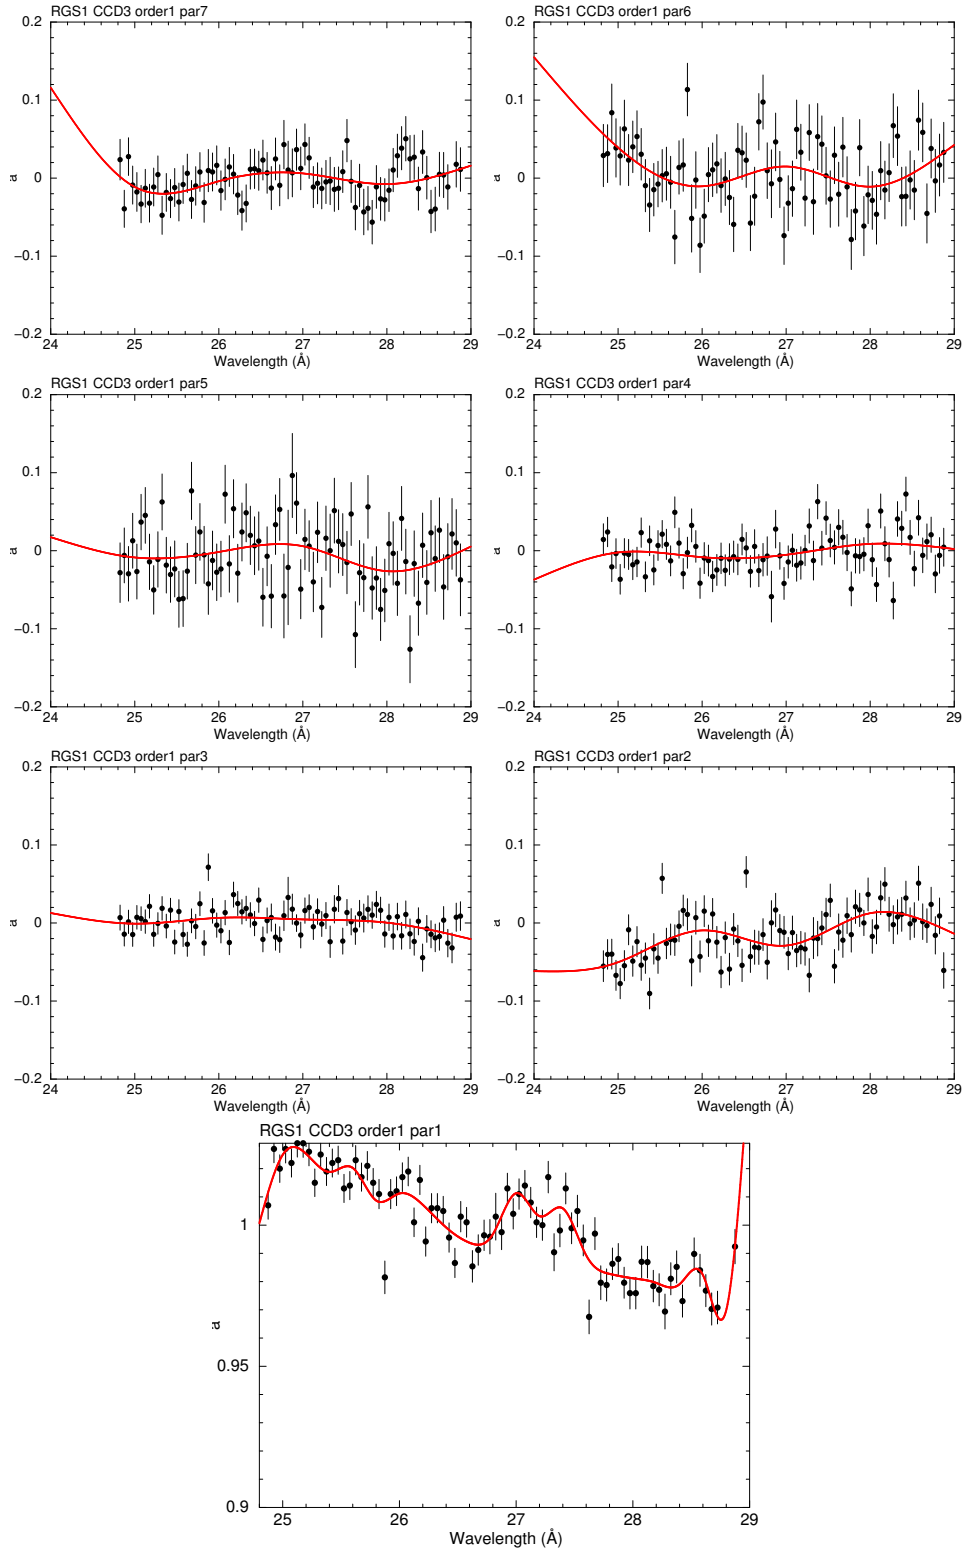 RGS1 CCD3 order1 par7
RGS1 CCD3 order1 par6
0.2
0.1
0
−0.1
−0.2
a
24 25 26 27 28 29
Wavelength (Å)
0.2
0.1
0
−0.1
−0.2
a
24 25 26 27 28 29
Wavelength (Å)
RGS1 CCD3 order1 par5
RGS1 CCD3 order1 par4
0.2
0.1
0
−0.1
−0.2
a
24 25 26 27 28 29
Wavelength (Å)
0.2
0.1
0
−0.1
−0.2
a
24 25 26 27 28 29
Wavelength (Å)
RGS1 CCD3 order1 par3
RGS1 CCD3 order1 par2
0.2
0.1
0
−0.1
−0.2
a
24 25 26 27 28 29
Wavelength (Å)
0.2
0.1
0
−0.1
−0.2
a
24 25 26 27 28 29
Wavelength (Å)
RGS1 CCD3 order1 par1
1
0.95
0.9
a
25 26 27 28 29
Wavelength (Å)